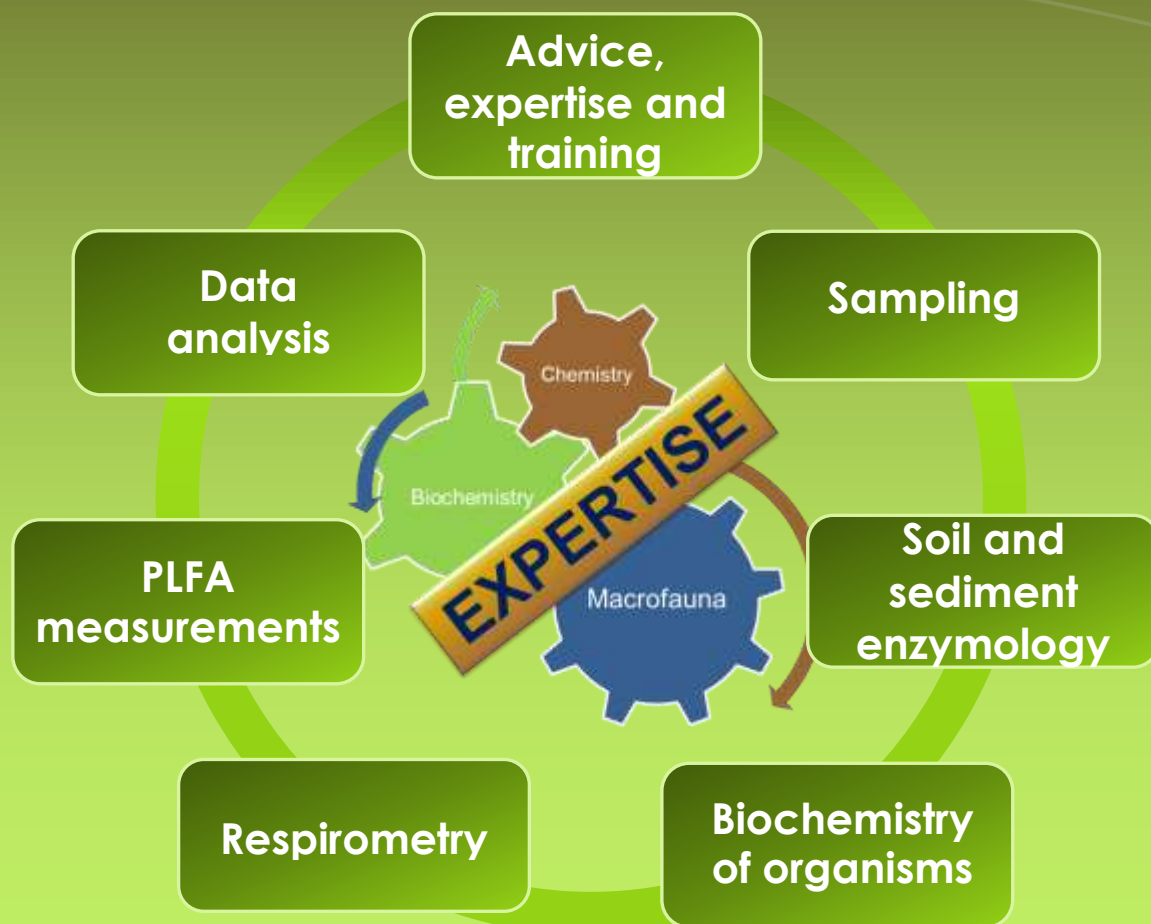 Advice,
expertise and
training
Data
analysis
Sampling
Chemistry
Biochemistry
EXPERTISE
Macrofauna
PLFA
measurements
Soil and
sediment
enzymology
Respirometry
Biochemistry
of organisms